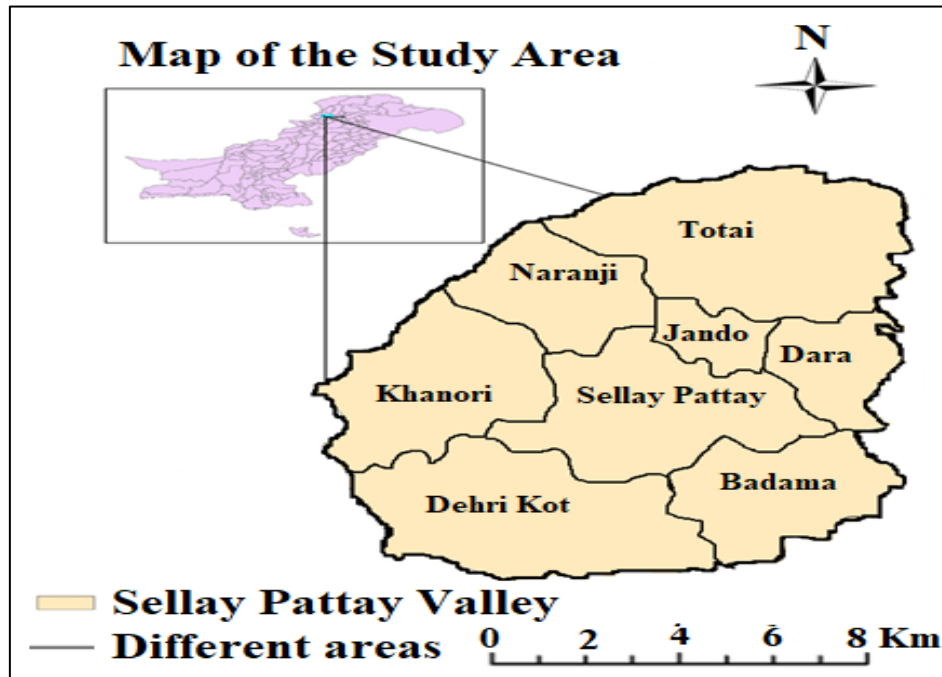 Map of the Study Area
N
Totai
Naranji
Jando
Dara
Khanori
Sellay Pattay
Badama
Dehri Kot
Sellay Pattay Valley
Different areas
0 2 4 6 8 Km